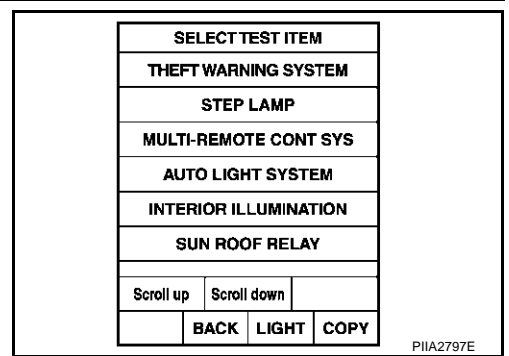 SELECT TEST ITEM
THEFT WARNING SYSTEM
STEP LAMP
MULTI-REMOTE CONT SYS
AUTO LIGHT SYSTEM
INTERIOR ILLUMINATION
SUN ROOF RELAY
Scroll up Scroll down
BACK LIGHT COPY
PIIA2797E